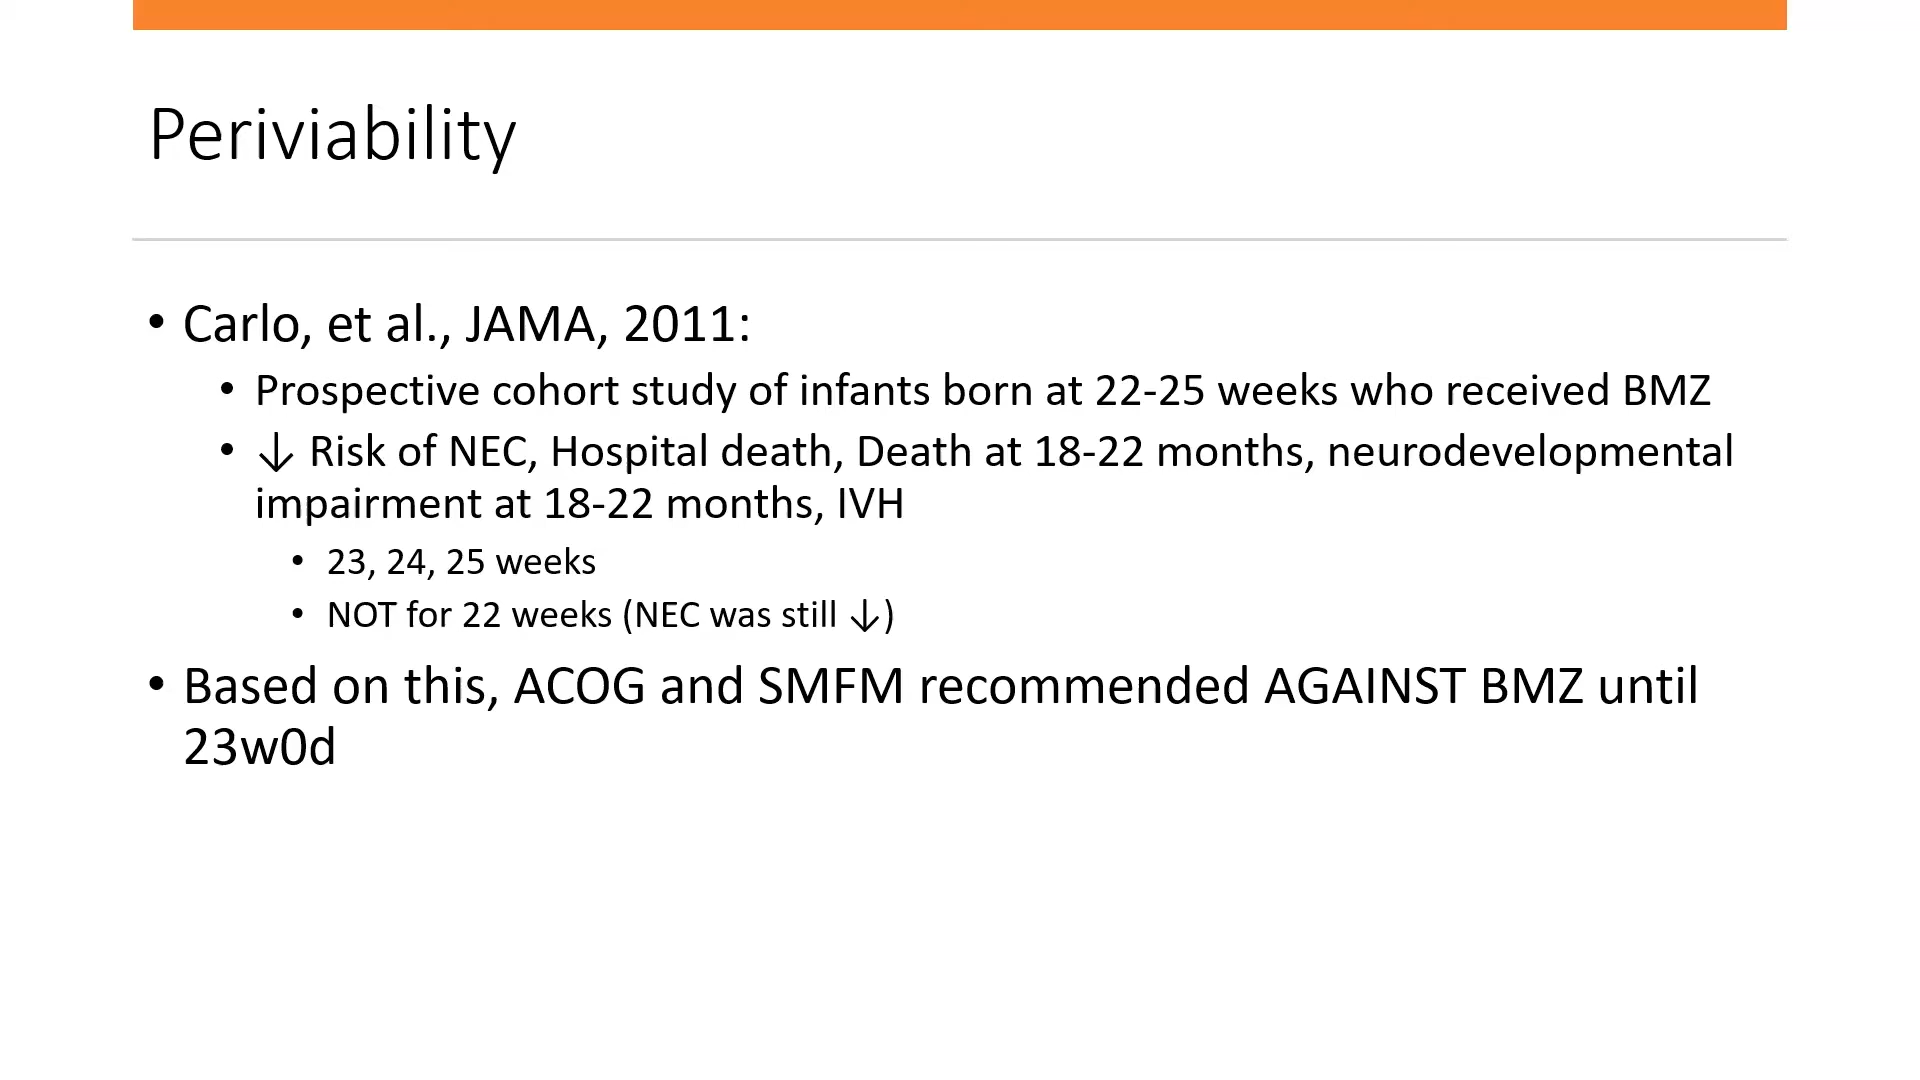 Periviability
• Carlo, et al., JAMA, 2011:
• Prospective cohort study of infants born at 22-25 weeks who received BMZ
• ↓ Risk of NEC, Hospital death, Death at 18-22 months, neurodevelopmental
impairment at 18-22 months, IVH
• 23, 24, 25 weeks
• NOT for 22 weeks (NEC was still ↓)
• Based on this, ACOG and SMFM recommended AGAINST BMZ until
23w0d